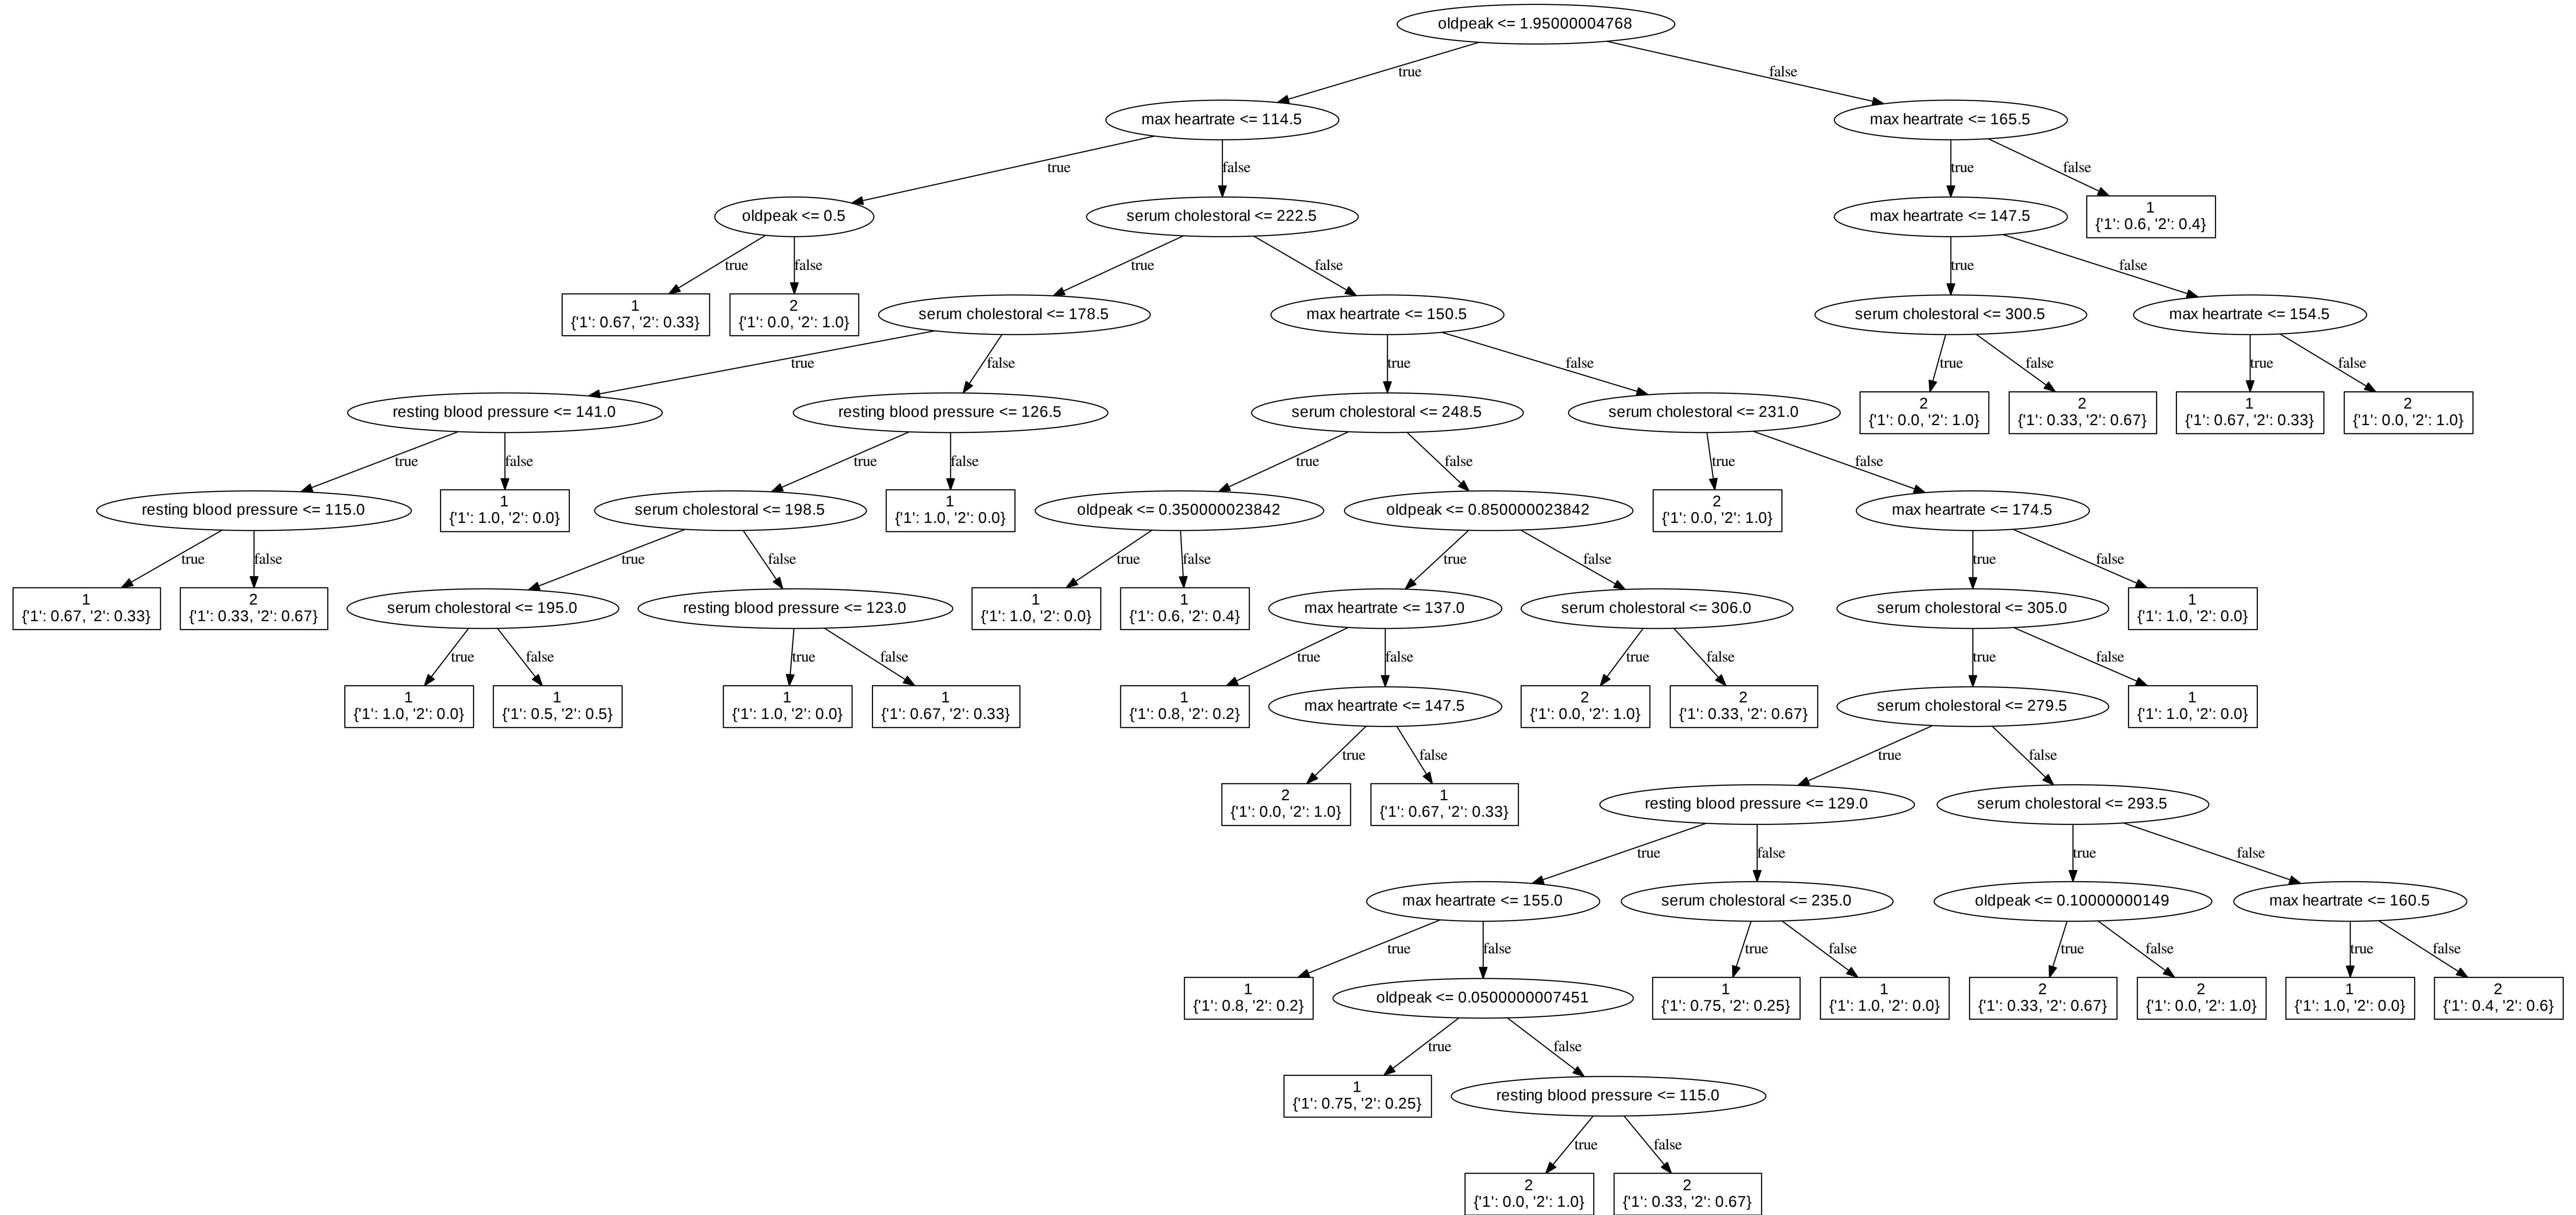 oldpeak <= 1.95000004768
true
false
max heartrate <= 114.5
max heartrate <= 165.5
true
false
true
false
oldpeak <= 0.5
serum cholestoral <= 222.5
max heartrate <= 147.5
1
{'1': 0.6, '2': 0.4}
true
false
true
false
true
false
1
{'1': 0.67, '2': 0.33}
2
{'1': 0.0, '2': 1.0}
serum cholestoral <= 178.5
max heartrate <= 150.5
serum cholestoral <= 300.5
max heartrate <= 154.5
true
false
true
false
true
false
true
false
resting blood pressure <= 141.0
resting blood pressure <= 126.5
serum cholestoral <= 248.5
serum cholestoral <= 231.0
2
{'1': 0.0, '2': 1.0}
2
{'1': 0.33, '2': 0.67}
1
{'1': 0.67, '2': 0.33}
2
{'1': 0.0, '2': 1.0}
true
false
true
false
true
false
true
false
resting blood pressure <= 115.0
1
{'1': 1.0, '2': 0.0}
serum cholestoral <= 198.5
1
{'1': 1.0, '2': 0.0}
oldpeak <= 0.350000023842
oldpeak <= 0.850000023842
2
{'1': 0.0, '2': 1.0}
max heartrate <= 174.5
true
false
true
false
true
false
true
false
true
false
1
{'1': 0.67, '2': 0.33}
2
{'1': 0.33, '2': 0.67}
serum cholestoral <= 195.0
resting blood pressure <= 123.0
1
{'1': 1.0, '2': 0.0}
1
{'1': 0.6, '2': 0.4}
max heartrate <= 137.0
serum cholestoral <= 306.0
serum cholestoral <= 305.0
1
{'1': 1.0, '2': 0.0}
true
false
true
false
true
false
true
false
true
false
1
{'1': 1.0, '2': 0.0}
1
{'1': 0.5, '2': 0.5}
1
{'1': 1.0, '2': 0.0}
1
{'1': 0.67, '2': 0.33}
1
{'1': 0.8, '2': 0.2}
max heartrate <= 147.5
2
{'1': 0.0, '2': 1.0}
2
{'1': 0.33, '2': 0.67}
serum cholestoral <= 279.5
1
{'1': 1.0, '2': 0.0}
true
false
true
false
2
{'1': 0.0, '2': 1.0}
1
{'1': 0.67, '2': 0.33}
resting blood pressure <= 129.0
serum cholestoral <= 293.5
true
false
true
false
max heartrate <= 155.0
serum cholestoral <= 235.0
oldpeak <= 0.10000000149
max heartrate <= 160.5
true
false
true
false
true
false
true
false
1
{'1': 0.8, '2': 0.2}
oldpeak <= 0.0500000007451
1
{'1': 0.75, '2': 0.25}
1
{'1': 1.0, '2': 0.0}
2
{'1': 0.33, '2': 0.67}
2
{'1': 0.0, '2': 1.0}
1
{'1': 1.0, '2': 0.0}
2
{'1': 0.4, '2': 0.6}
true
false
1
{'1': 0.75, '2': 0.25}
resting blood pressure <= 115.0
true
false
2
{'1': 0.0, '2': 1.0}
2
{'1': 0.33, '2': 0.67}